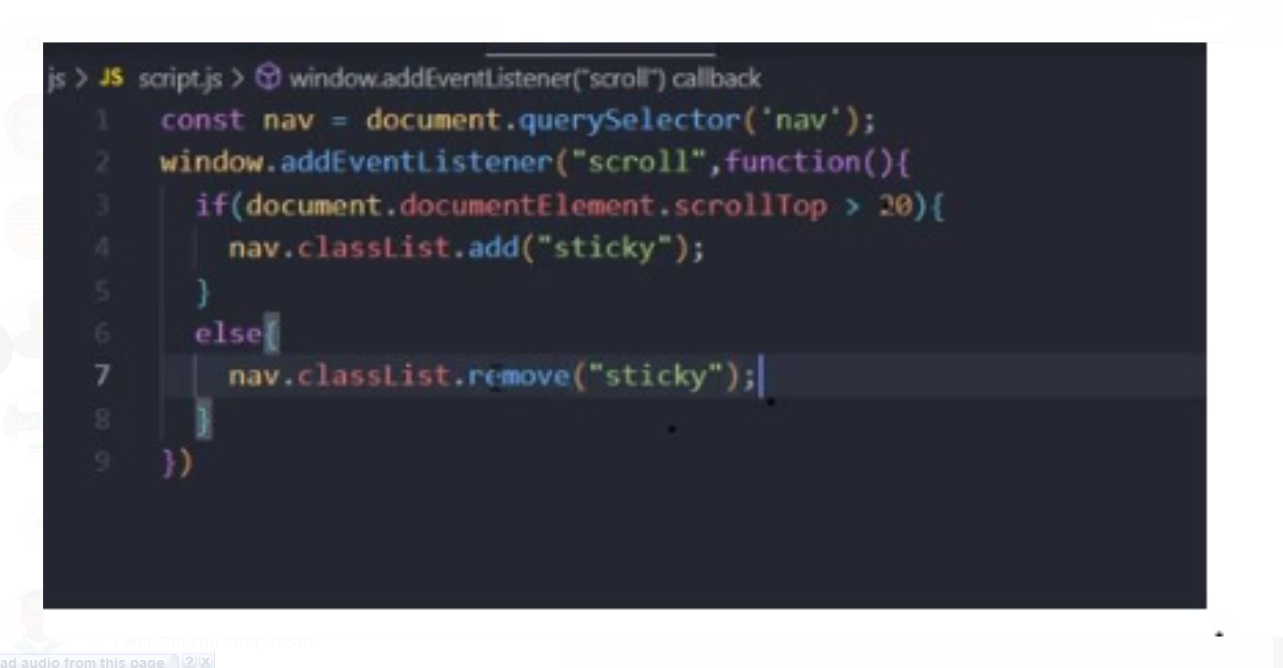 js > JS script.js > window.addEventListener("scroll") callback
1 const nav = document.querySelector('nav');
2 window.addEventListener("scroll",function(){
3 if(document.documentElement.scrollTop > 20){
4 nav.classList.add("sticky");
5 }
6 else{
7 nav.classList.remove("sticky");
8 }
9 })
I will still call later, dear.
ad audio from this page ? X